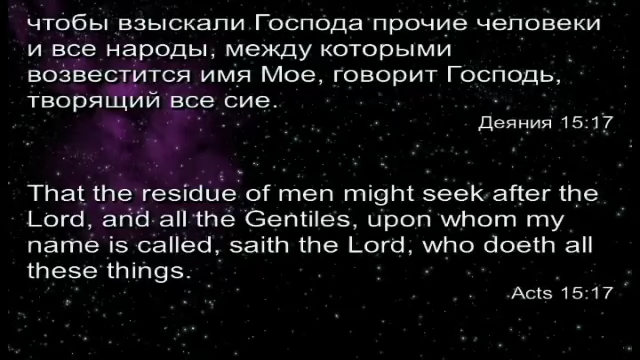 чтобы взыскали Господа прочие человеки
и все народы, между которыми
возвестится имя Мое, говорит Господь,
творящий все сие.
Деяния 15:17
That the residue of men might seek after the
Lord, and all the Gentiles, upon whom my
name is called, saith the Lord, who doeth all
these things.
Acts 15:17